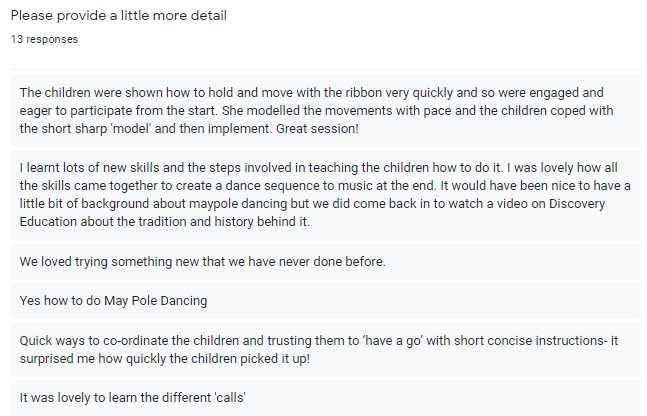 Please provide a little more detail
13 responses
The children were shown how to hold and move with the ribbon very quickly and so were engaged and
eager to participate from the start. She modelled the movements with pace and the children coped with
the short sharp 'model' and then implement. Great session!
I learnt lots of new skills and the steps involved in teaching the children how to do it. I was lovely how all
the skills came together to create a dance sequence to music at the end. It would have been nice to have a
little bit of background about maypole dancing but we did come back in to watch a video on Discovery
Education about the tradition and history behind it.
We loved trying something new that we have never done before.
Yes how to do May Pole Dancing
Quick ways to co-ordinate the children and trusting them to ‘have a go’ with short concise instructions- it
surprised me how quickly the children picked it up!
It was lovely to learn the different 'calls'